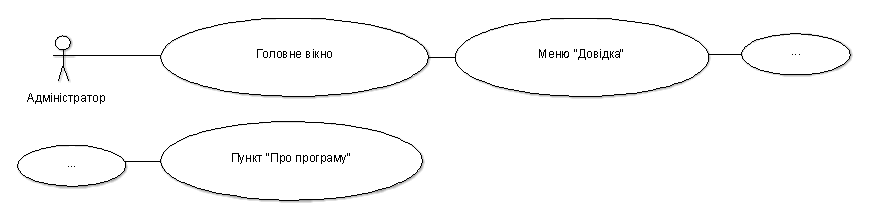 Головне вікно
Меню "Довідка"
...
Адміністратор
...
Пункт "Про програму"